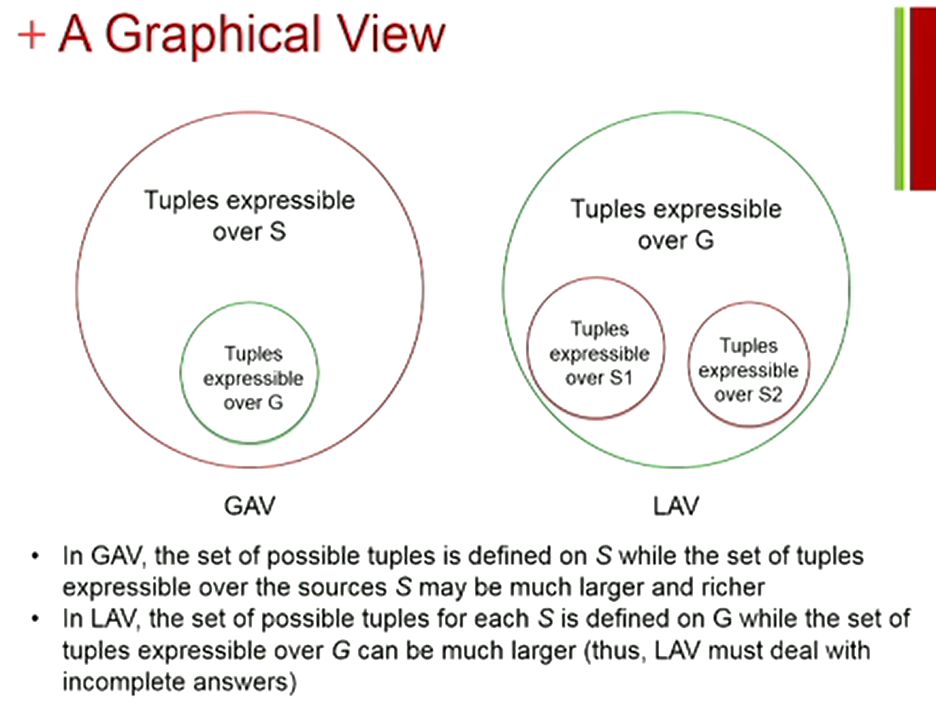 + A Graphical View
Tuples expressible
over S
Tuples
expressible
over G
GAV
Tuples expressible
over G
Tuples
expressible
over S1
Tuples
expressible
over S2
LAV
• In GAV, the set of possible tuples is defined on S while the set of tuples
expressible over the sources S may be much larger and richer
• In LAV, the set of possible tuples for each S is defined on G while the set of
tuples expressible over G can be much larger (thus, LAV must deal with
incomplete answers)